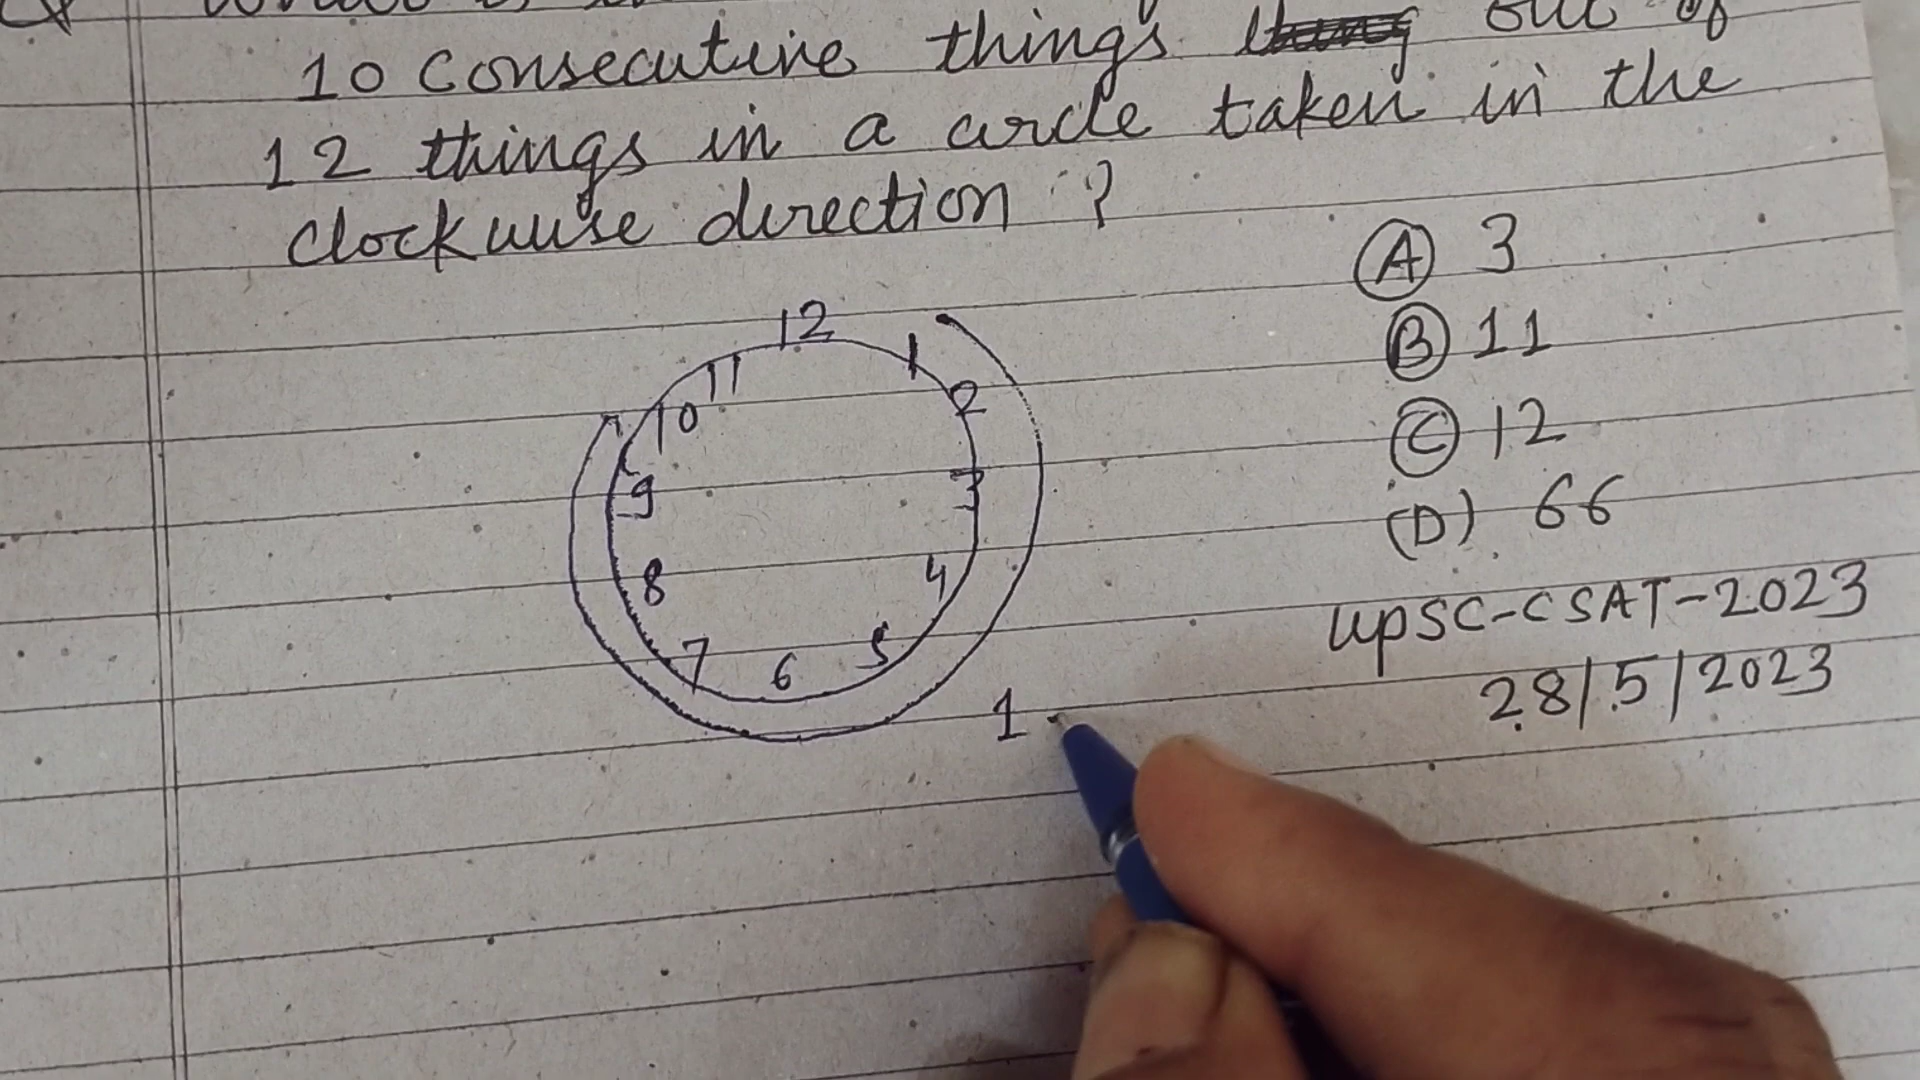 10 consecutive things out of
12 things in a circle taken in the
clockwise direction ?
(A) 3
(B) 11
(C) 12
(D) 66
UPSC-CSAT-2023
28/5/2023
12
11
1
10
2
9
3
8
4
7
6
5
1